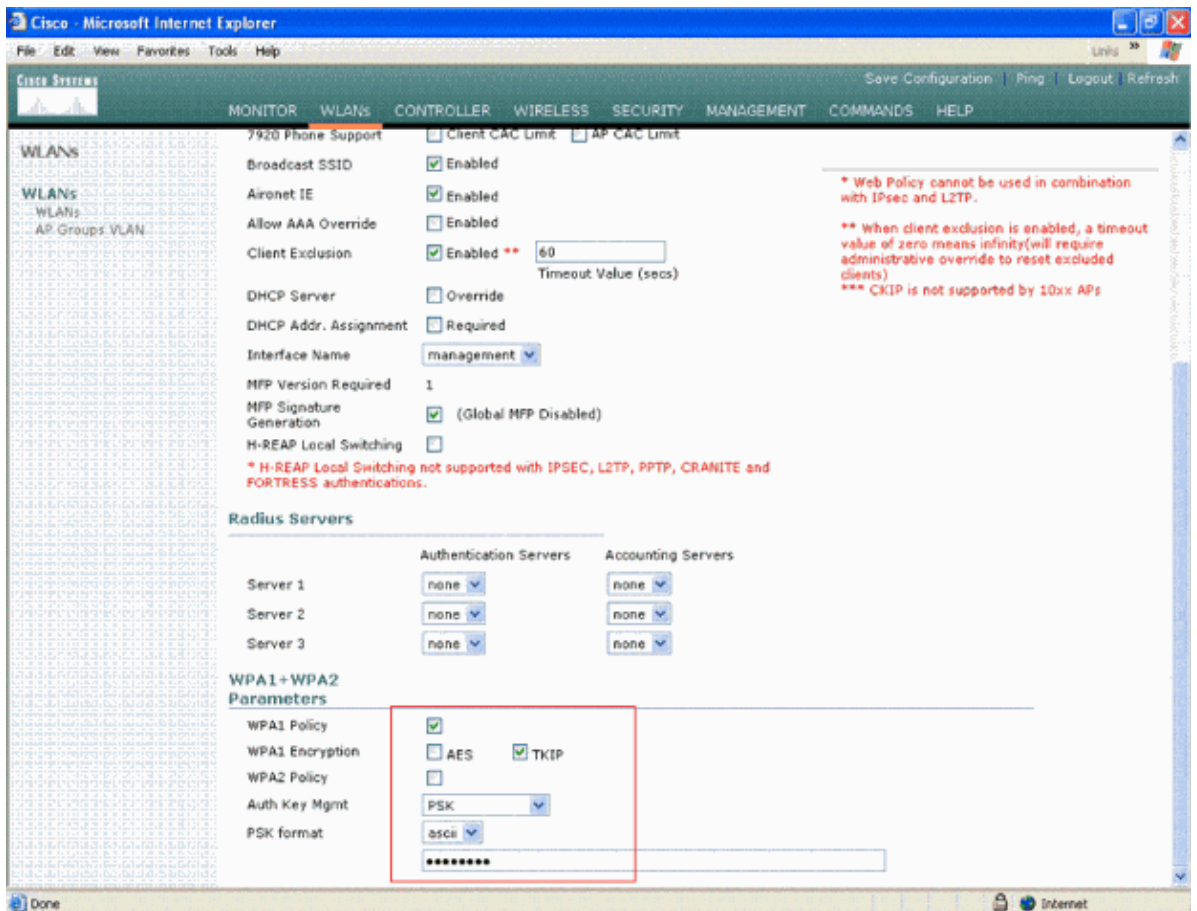 Cisco - Microsoft Internet Explorer
File Edit View Favorites Tools Help Links »
CISCO SYSTEMS
Save Configuration | Ping | Logout | Refresh
MONITOR WLANs CONTROLLER WIRELESS SECURITY MANAGEMENT COMMANDS HELP
WLANs
WLANs
WLANs
AP Groups VLAN
7920 Phone Support Client CAC Limit AP CAC Limit
Broadcast SSID Enabled
Aironet IE Enabled
Allow AAA Override Enabled
Client Exclusion Enabled ** 60
Timeout Value (secs)
DHCP Server Override
DHCP Addr. Assignment Required
Interface Name management
MFP Version Required 1
MFP Signature
Generation (Global MFP Disabled)
H-REAP Local Switching
* H-REAP Local Switching not supported with IPSEC, L2TP, PPTP, CRANITE and
FORTRESS authentications.
* Web Policy cannot be used in combination
with IPsec and L2TP.
** When client exclusion is enabled, a timeout
value of zero means infinity(will require
administrative override to reset excluded
clients)
*** CKIP is not supported by 10xx APs
Radius Servers
Authentication Servers Accounting Servers
Server 1 none none
Server 2 none none
Server 3 none none
WPA1+WPA2
Parameters
WPA1 Policy
WPA1 Encryption AES TKIP
WPA2 Policy
Auth Key Mgmt PSK
PSK format ascii
••••••••
Done Internet